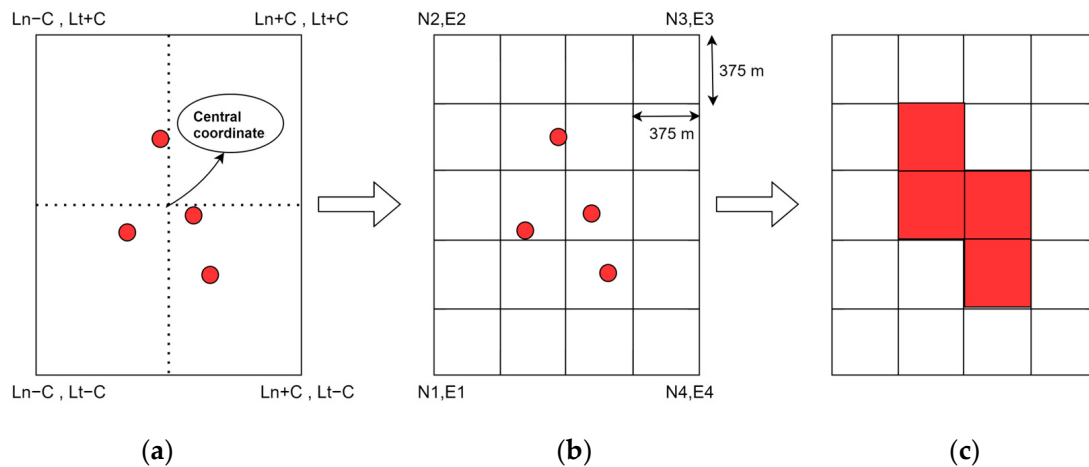 Ln−C , Lt+C
Ln+C , Lt+C
N2,E2
N3,E3
375 m
375 m
Central
coordinate
Ln−C , Lt−C
Ln+C , Lt−C
N1,E1
N4,E4
(a)
(b)
(c)